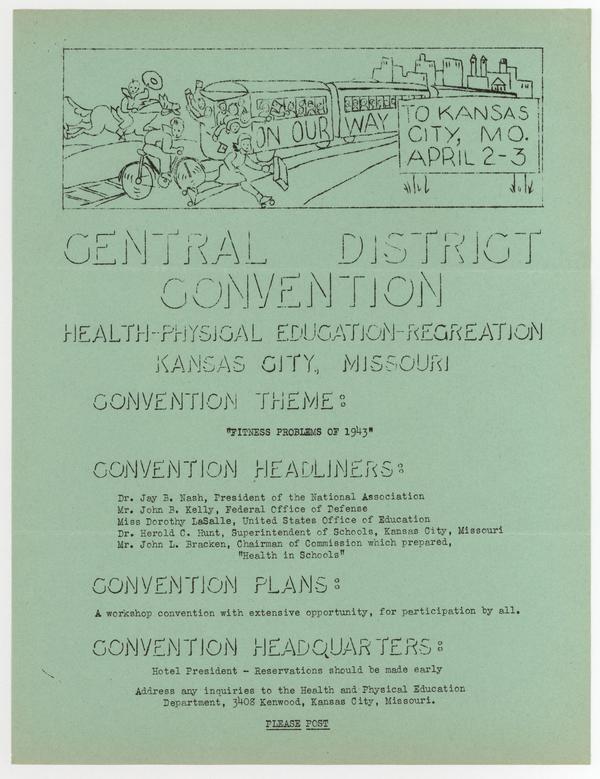 ON OUR WAY
TO KANSAS
CITY, MO.
APRIL 2-3
CENTRAL DISTRICT
CONVENTION
HEALTH-PHYSICAL EDUCATION-RECREATION
KANSAS CITY, MISSOURI
CONVENTION THEME:
"FITNESS PROBLEMS OF 1943"
CONVENTION HEADLINERS:
Dr. Jay B. Nash, President of the National Association
Mr. John B. Kelly, Federal Office of Defense
Miss Dorothy LaSalle, United States Office of Education
Dr. Herold C. Hunt, Superintendent of Schools, Kansas City, Missouri
Mr. John L. Bracken, Chairman of Commission which prepared,
"Health in Schools"
CONVENTION PLANS:
A workshop convention with extensive opportunity, for participation by all.
CONVENTION HEADQUARTERS:
Hotel President - Reservations should be made early
Address any inquiries to the Health and Physical Education
Department, 3408 Kenwood, Kansas City, Missouri.
PLEASE POST